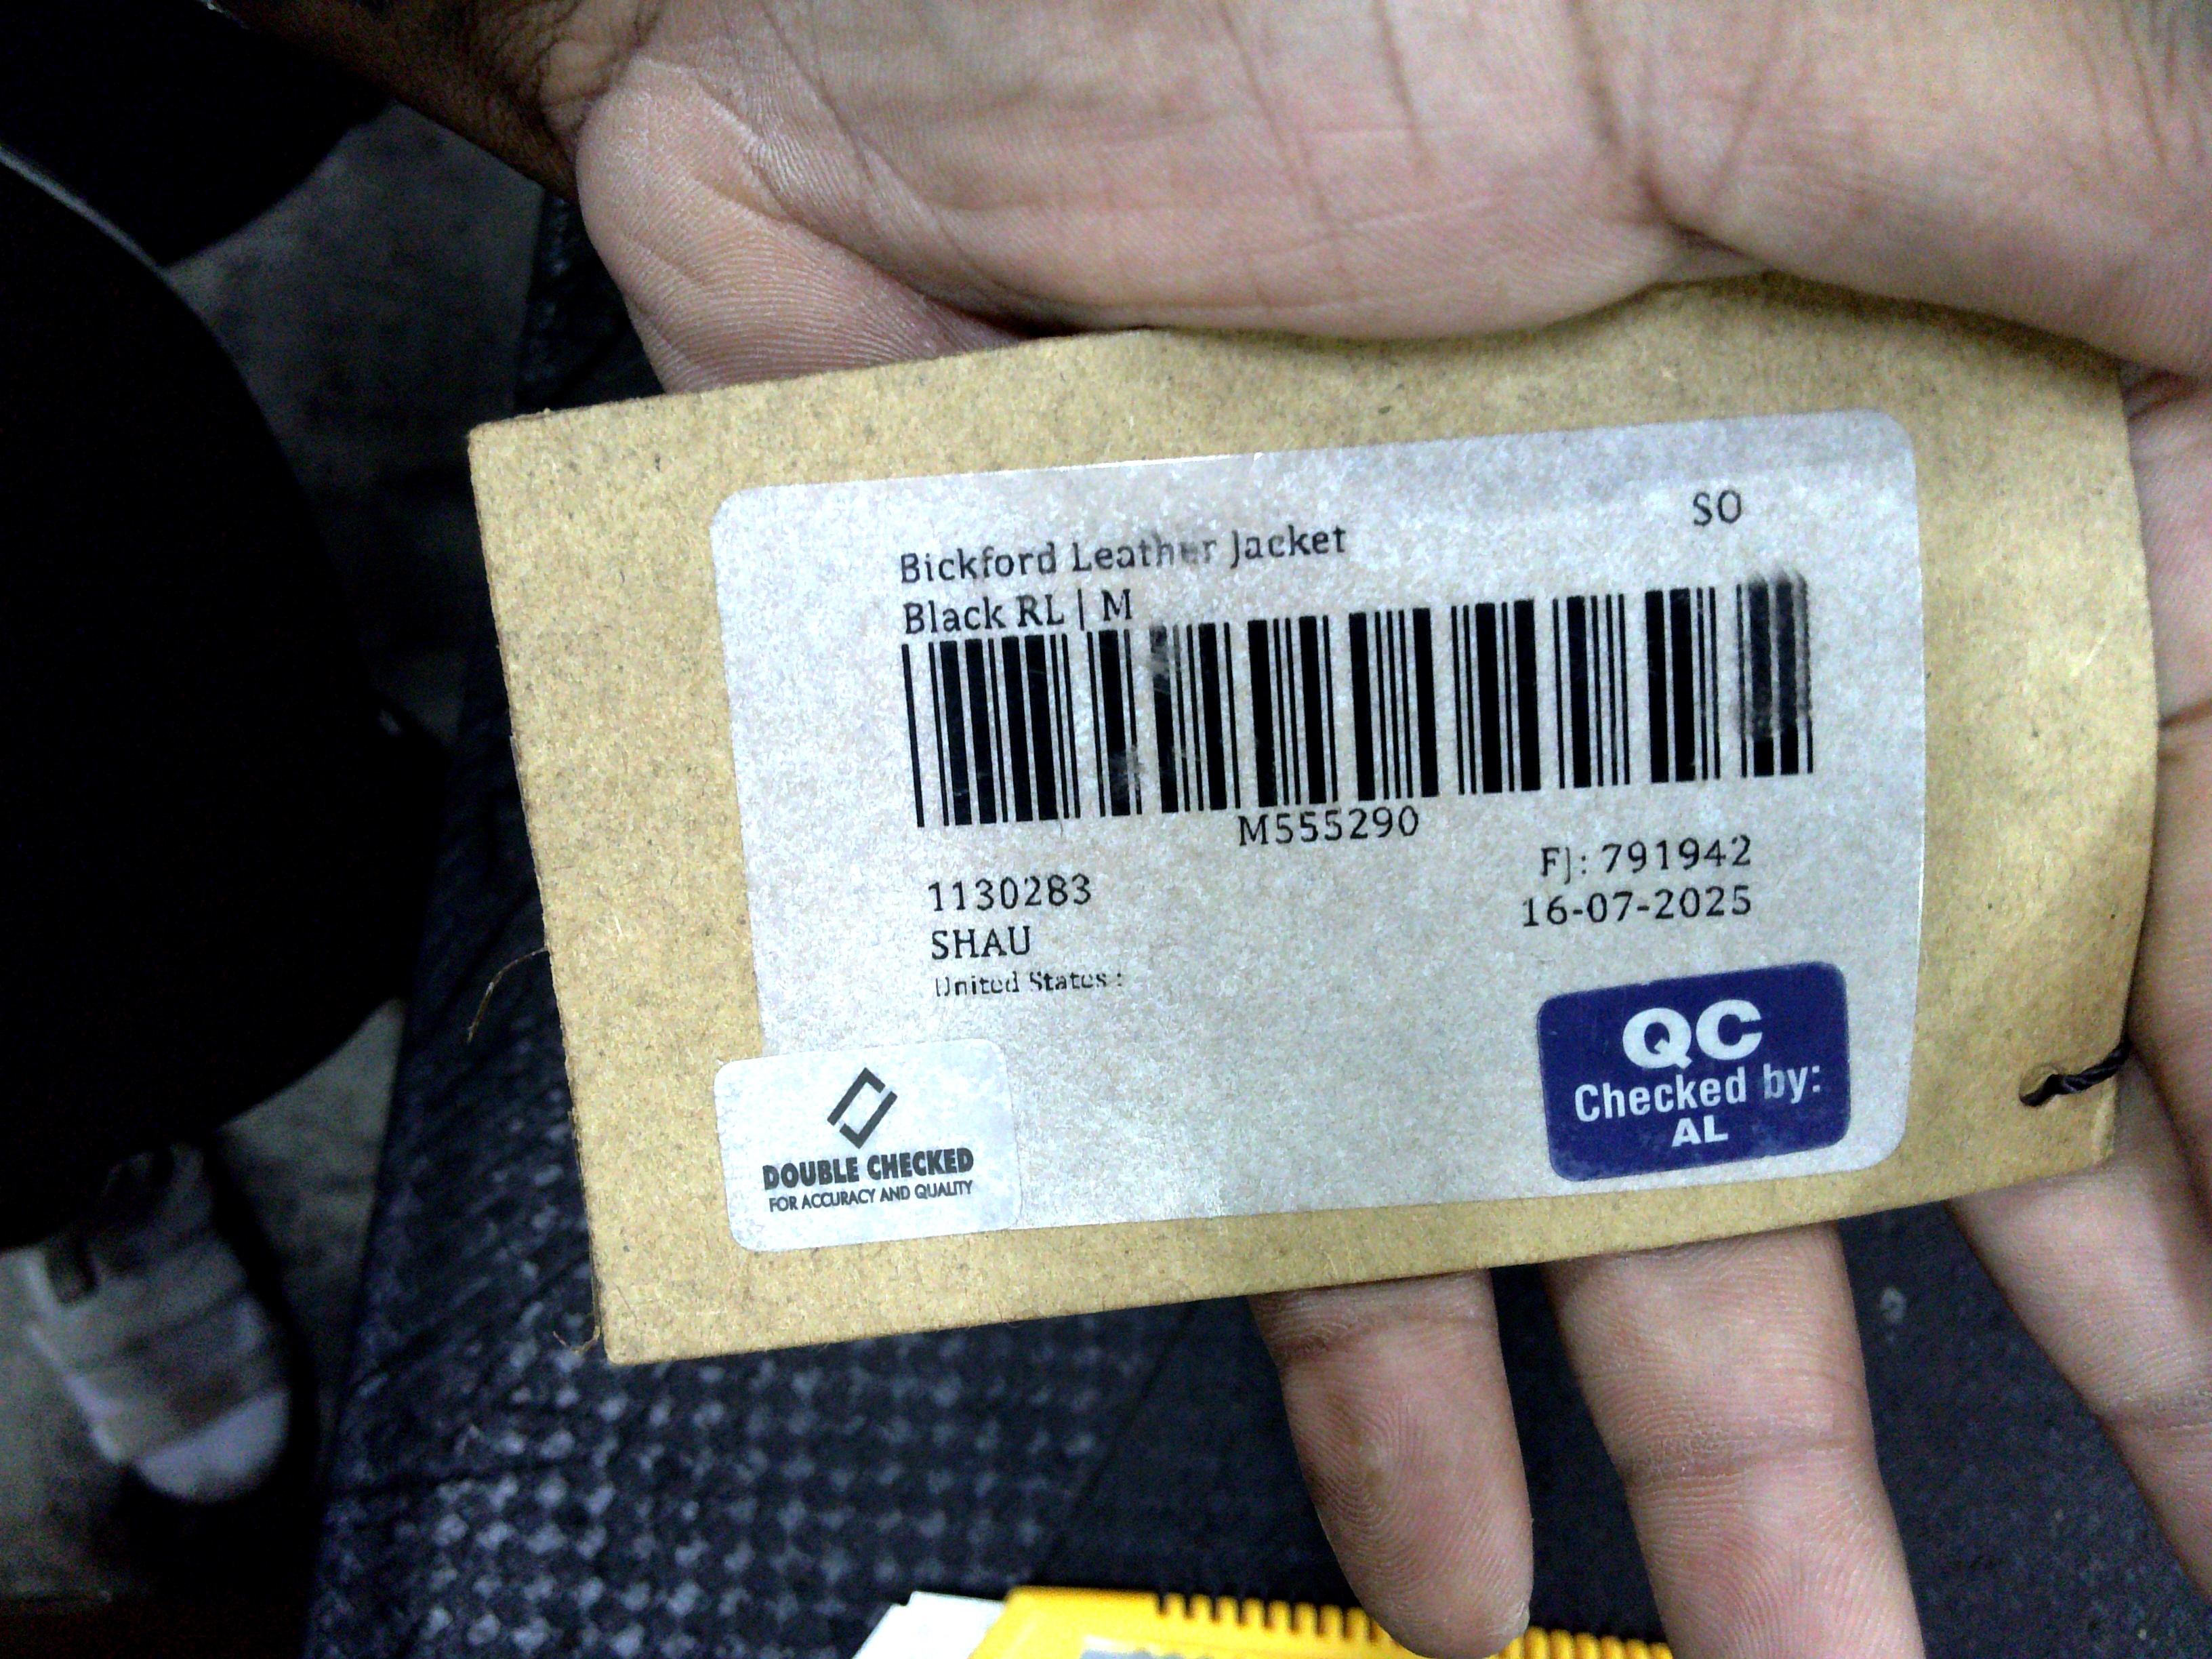 SO
Bickford Leather Jacket
Black RL | M
M555290
1130283
FJ: 791942
SHAU
16-07-2025
United States :
QC
Checked by:
AL
DOUBLE CHECKED
FOR ACCURACY AND QUALITY